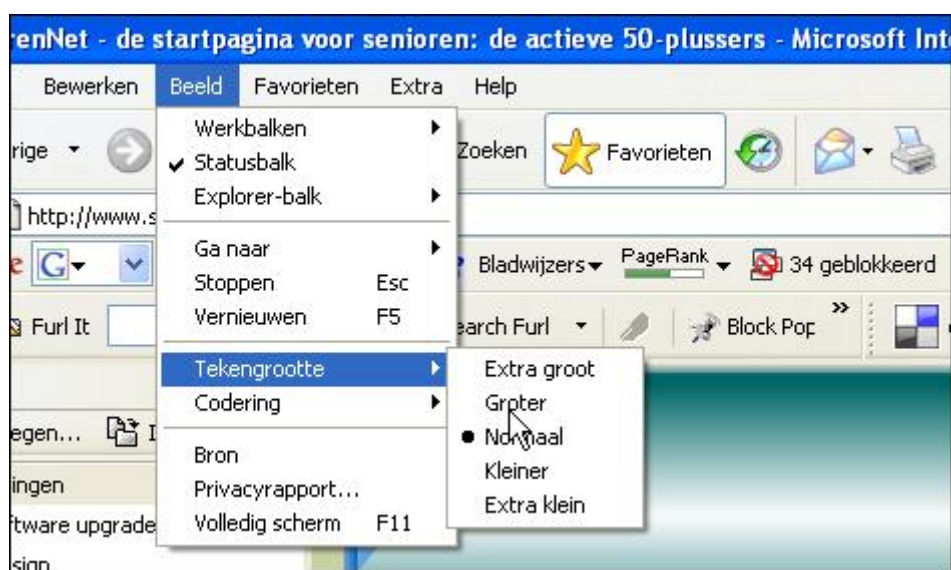 enNet - de startpagina voor senioren: de actieve 50-plussers - Microsoft Int
Bewerken Beeld Favorieten Extra Help
rige Zoeken Favorieten
http://www.s
G Bladwijzers PageRank 34 geblokkeerd
Furl It earch Furl Block Pop »
Werkbalken
Statusbalk
Explorer-balk
Ga naar
Stoppen Esc
Vernieuwen F5
Tekengrootte
Codering
Bron
Privacyrapport...
Volledig scherm F11
Extra groot
Groter
Normaal
Kleiner
Extra klein
egen... I
ingen
ftware upgrade
sign